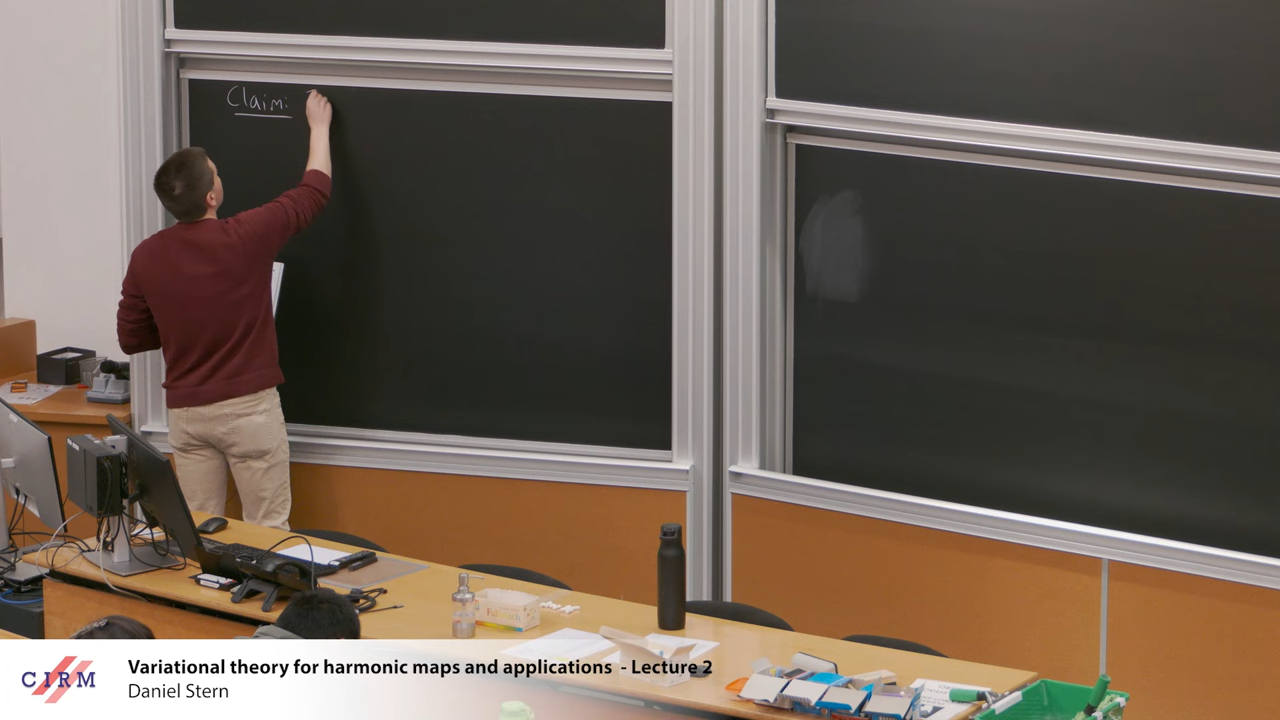 Claim:
CIRM
Variational theory for harmonic maps and applications - Lecture 2
Daniel Stern